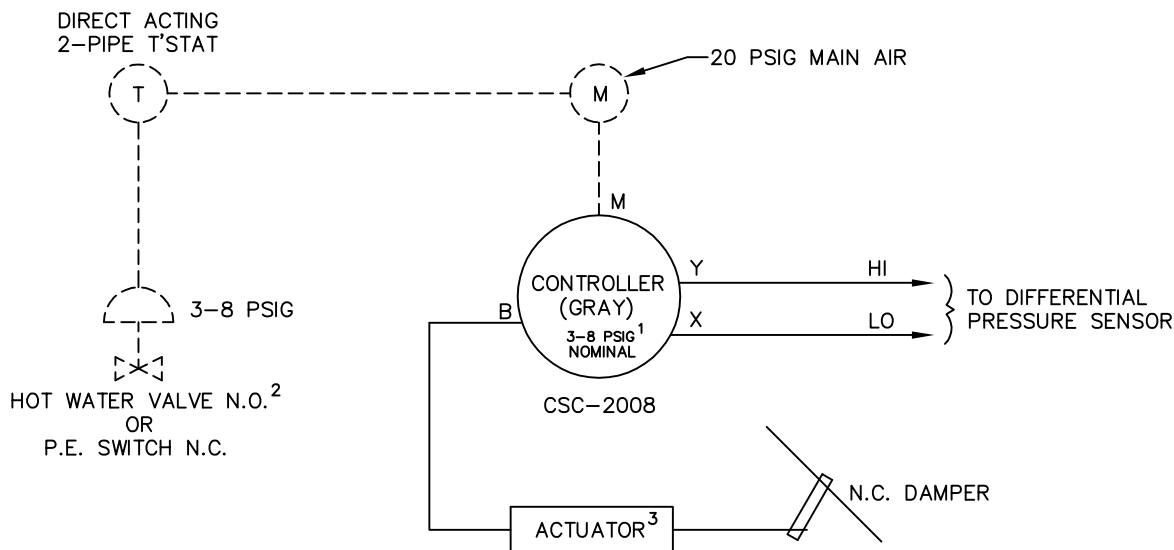 DIRECT ACTING
2-PIPE T'STAT
T
M
20 PSIG MAIN AIR
M
CONTROLLER
(GRAY)
3-8 PSIG¹
NOMINAL
B
Y
HI
X
LO
TO DIFFERENTIAL
PRESSURE SENSOR
CSC-2008
3-8 PSIG
HOT WATER VALVE N.O.²
OR
P.E. SWITCH N.C.
ACTUATOR³
N.C. DAMPER